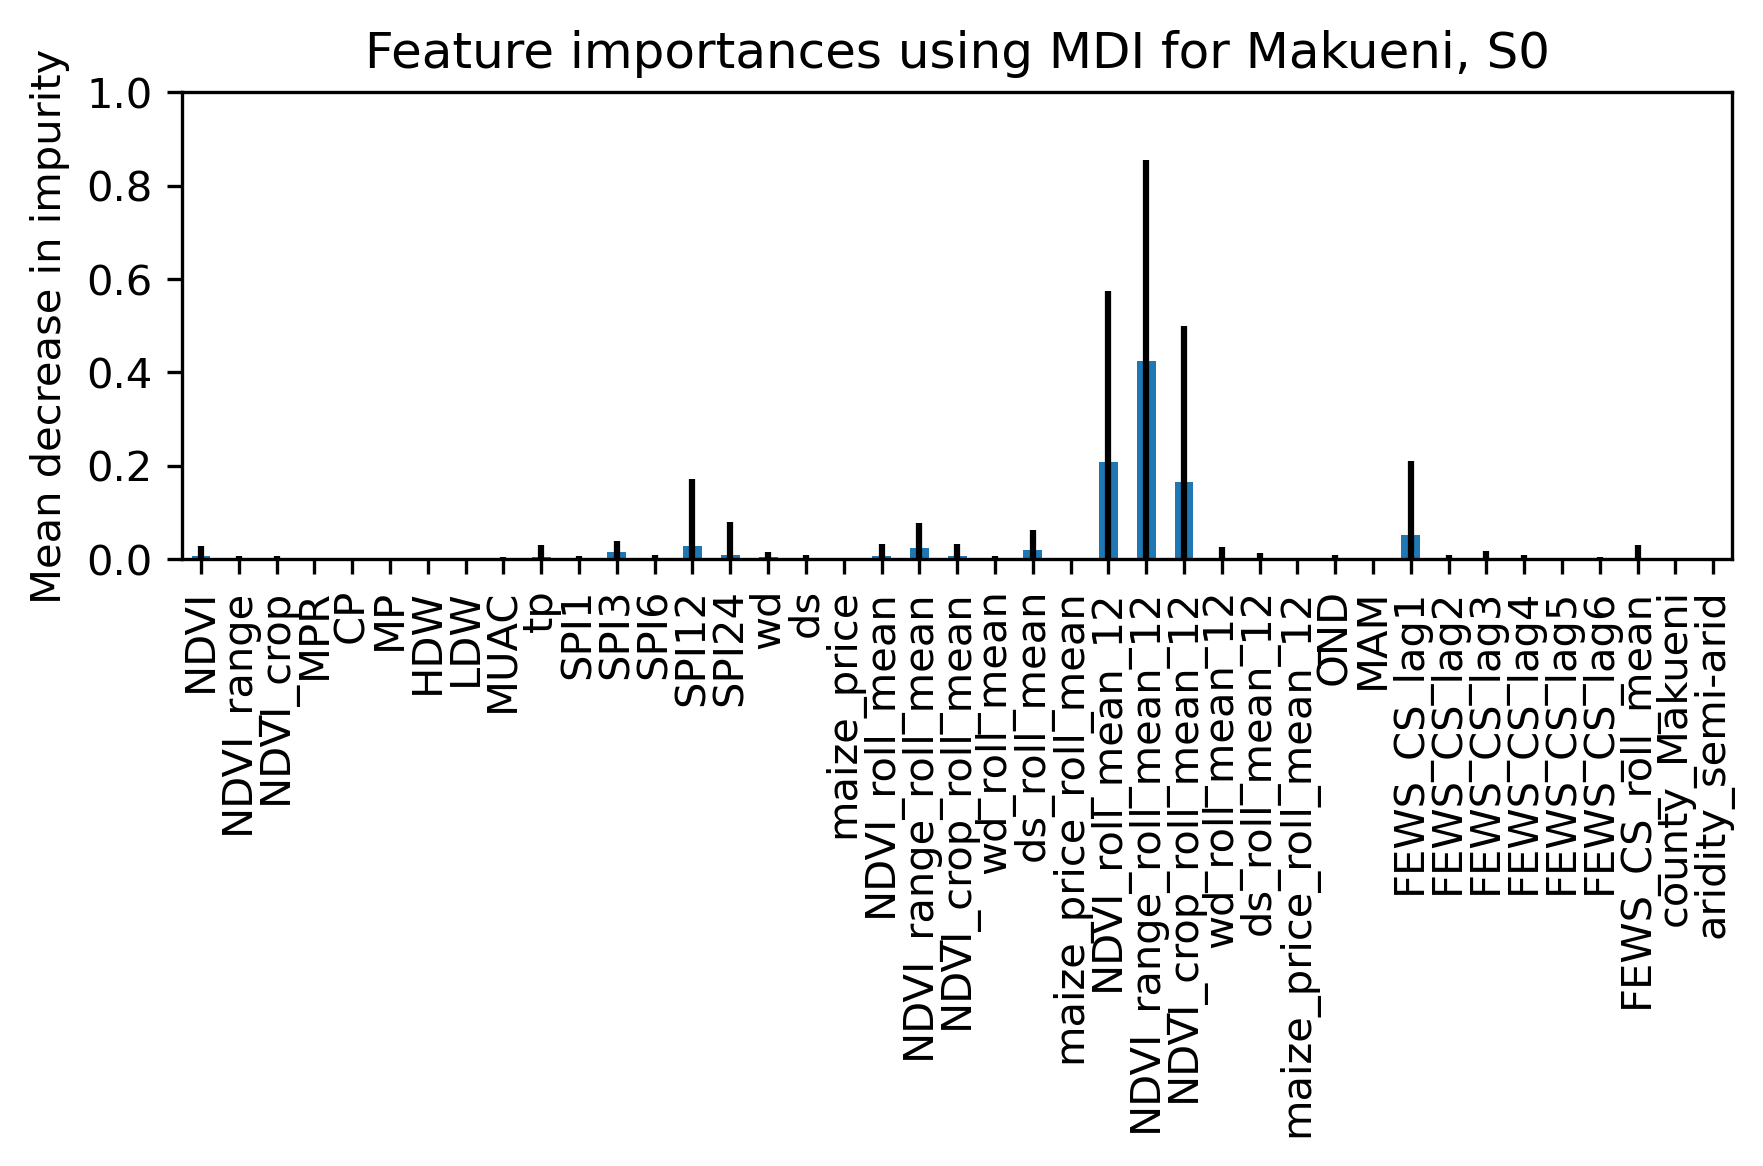 Feature importances using MDI for Makueni, S0
Mean decrease in impurity
1.0
0.8
0.6
0.4
0.2
0.0
NDVI
NDVI_range
NDVI_crop
MPR
CP
MP
HDW
LDW
MUAC
tp
SPI1
SPI3
SPI6
SPI12
SPI24
wd
ds
maize_price
NDVI_roll_mean
NDVI_range_roll_mean
NDVI_crop_roll_mean
wd_roll_mean
ds_roll_mean
maize_price_roll_mean
NDVI_roll_mean_12
NDVI_range_roll_mean_12
NDVI_crop_roll_mean_12
wd_roll_mean_12
ds_roll_mean_12
maize_price_roll_mean_12
OND
MAM
FEWS_CS_lag1
FEWS_CS_lag2
FEWS_CS_lag3
FEWS_CS_lag4
FEWS_CS_lag5
FEWS_CS_lag6
FEWS_CS_roll_mean
county_Makueni
aridity_semi-arid